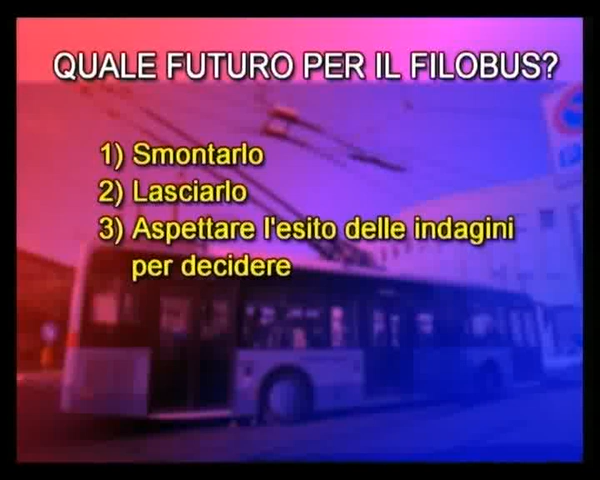 QUALE FUTURO PER IL FILOBUS?
1) Smontarlo
2) Lasciarlo
3) Aspettare l'esito delle indagini
per decidere